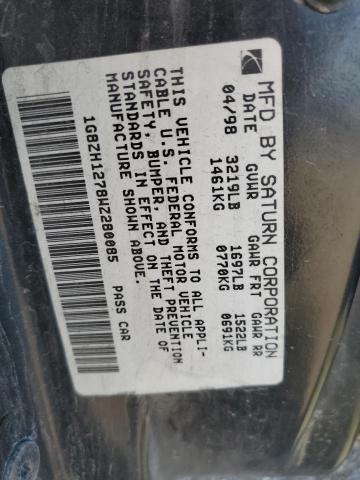 MFD BY SATURN CORPORATION
DATE GVWR GAWR FRT GAWR RR
04/98 3219LB 1697LB 1522LB
1461KG 0770KG 0691KG
THIS VEHICLE CONFORMS TO ALL APPLI-
CABLE U.S. FEDERAL MOTOR VEHICLE
SAFETY, BUMPER, AND THEFT PREVENTION
STANDARDS IN EFFECT ON THE DATE OF
MANUFACTURE SHOWN ABOVE.
1G8ZH1278WZ280085 PASS CAR